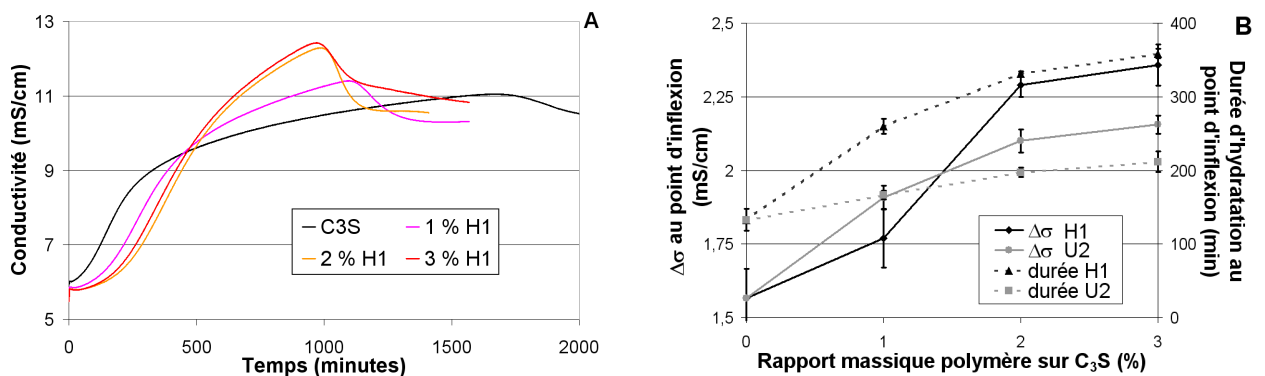 A
Conductivité (mS/cm)
13
11
9
7
5
0
500
1000
1500
2000
Temps (minutes)
C3S
1 % H1
2 % H1
3 % H1
B
Δσ au point d'inflexion
(mS/cm)
2,5
2,25
2
1,75
1,5
0
1
2
3
Rapport massique polymère sur C₃S (%)
400
300
200
100
0
Durée d'hydratation au
point d'inflexion
(min)
Δσ H1
Δσ U2
durée H1
durée U2